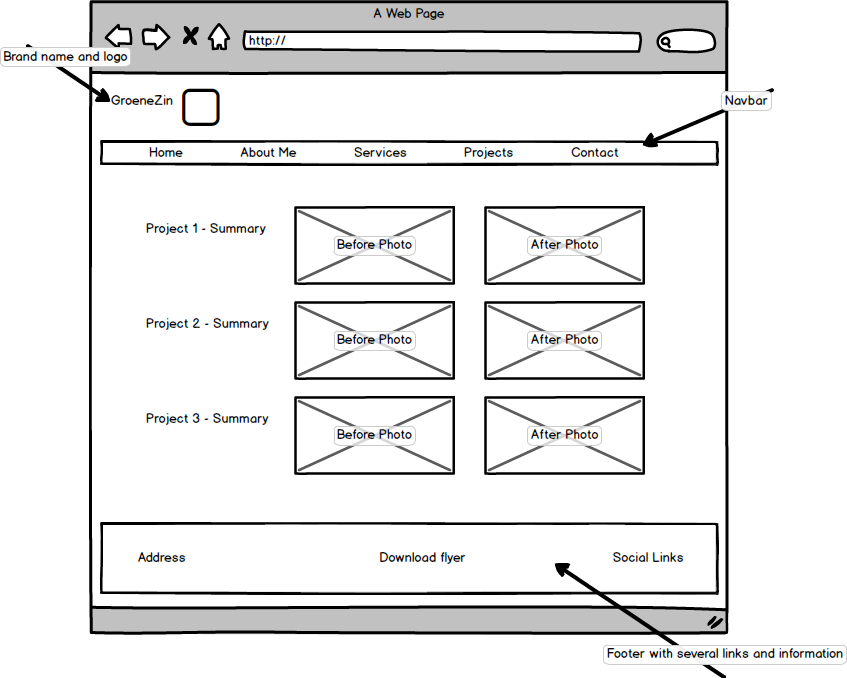 A Web Page
http://
Brand name and logo
GroeneZin
Navbar
Home About Me Services Projects Contact
Project 1 - Summary
Before Photo
After Photo
Project 2 - Summary
Before Photo
After Photo
Project 3 - Summary
Before Photo
After Photo
Address Download flyer Social Links
Footer with several links and information